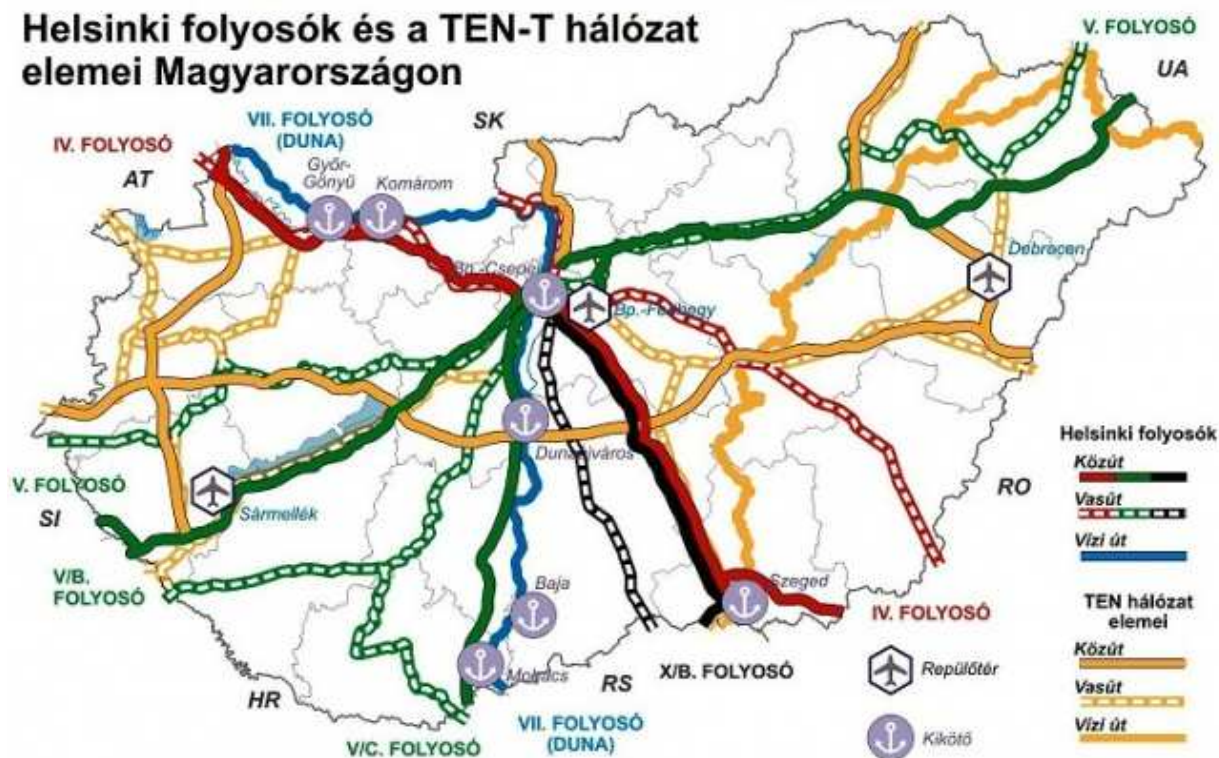 Helsinki folyosók és a TEN-T hálózat
elemei Magyarországon
V. FOLYOSÓ
UA
SK
VII. FOLYOSÓ
(DUNA)
IV. FOLYOSÓ
AT
Győr-
Gönyű
Komárom
Bp.-Csepel
Bp.-Ferihegy
Debrecen
Dunaújváros
Helsinki folyosók
Közút
Vasút
Vízi út
RO
V. FOLYOSÓ
SI
Sármellék
V/B.
FOLYOSÓ
Baja
Szeged
IV. FOLYOSÓ
TEN hálózat
elemei
Közút
Vasút
Vízi út
Mohács
RS
X/B. FOLYOSÓ
Repülőtér
HR
VII. FOLYOSÓ
(DUNA)
V/C. FOLYOSÓ
Kikötő